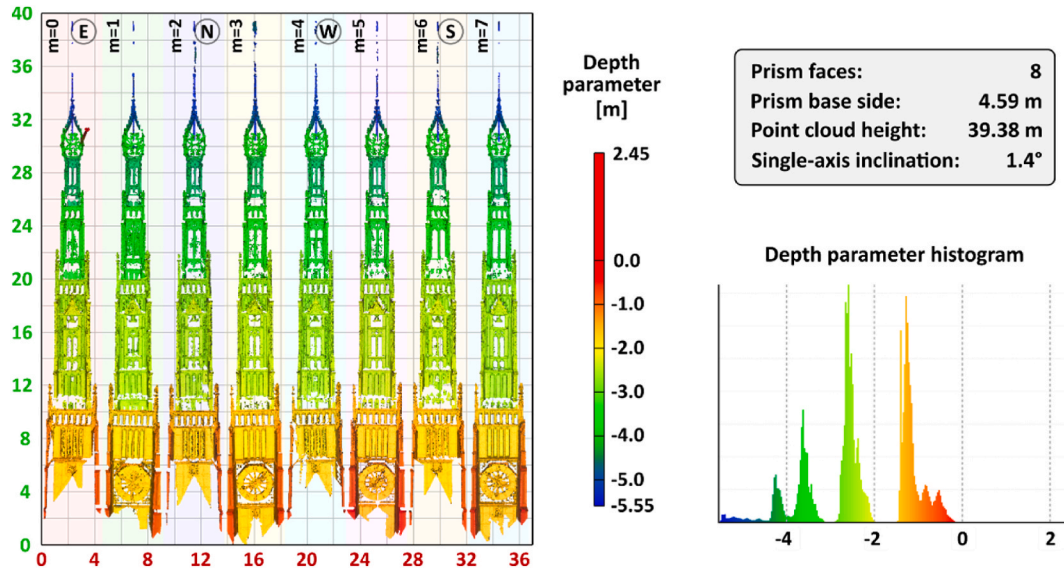 40
36
32
28
24
20
16
12
8
4
0
m=0
E
m=1
m=2
N
m=3
m=4
W
m=5
m=6
S
m=7
0
4
8
12
16
20
24
28
32
36
Depth
parameter
[m]
2.45
0.0
-1.0
-2.0
-3.0
-4.0
-5.0
-5.55
Prism faces: 8
Prism base side: 4.59 m
Point cloud height: 39.38 m
Single-axis inclination: 1.4°
Depth parameter histogram
-4
-2
0
2